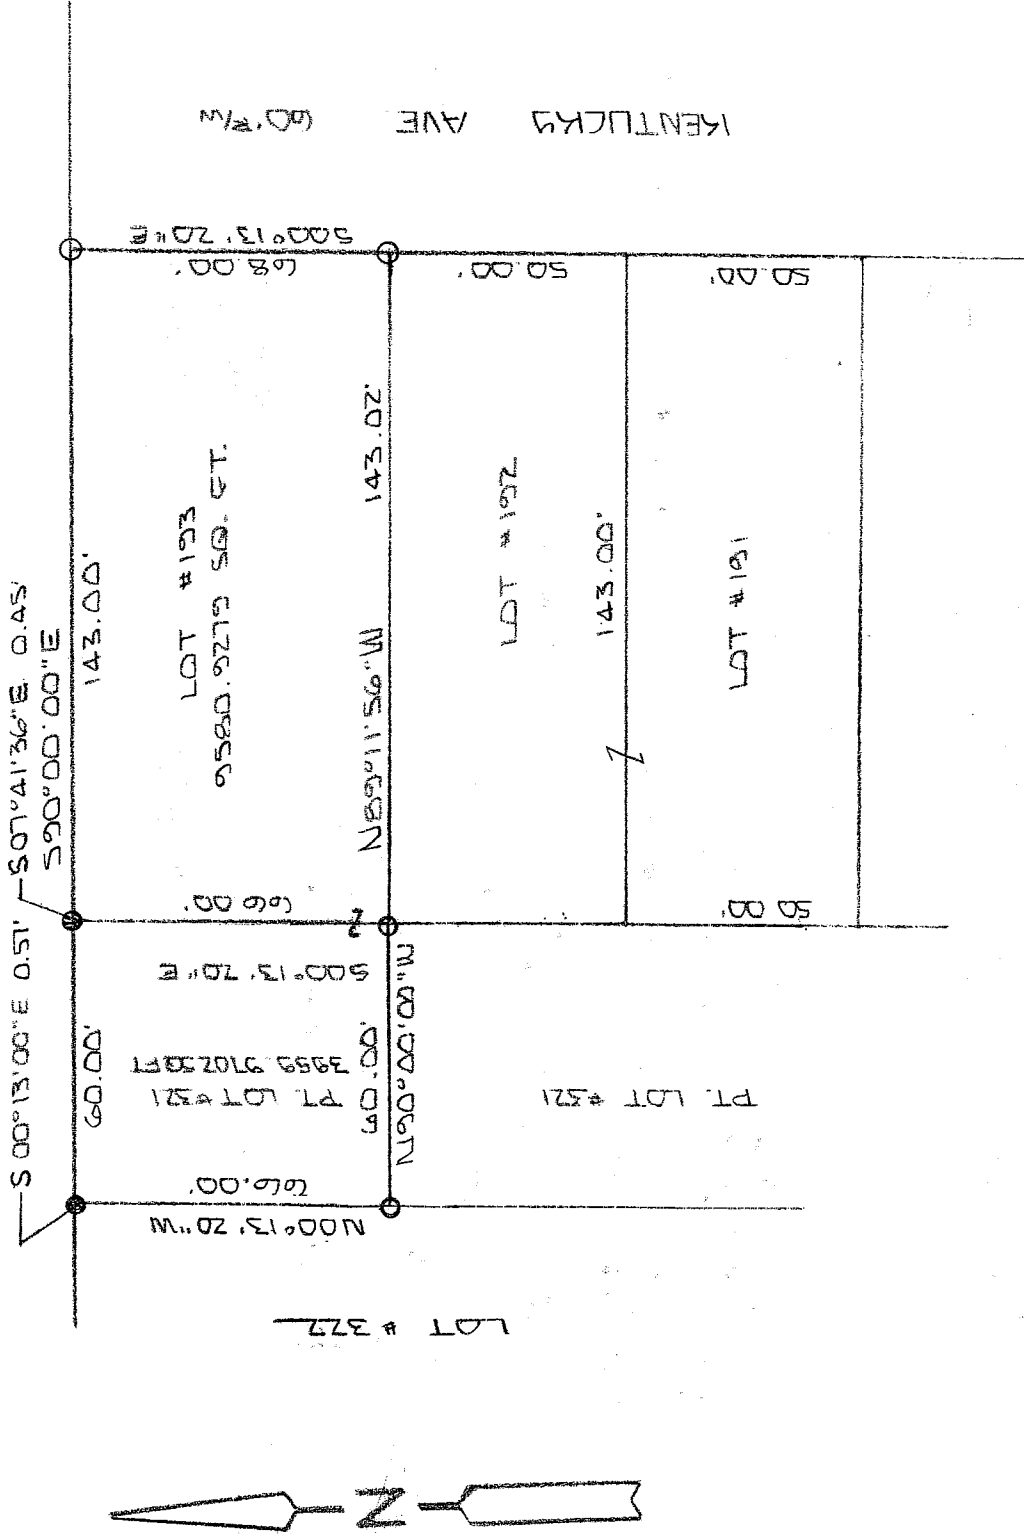 KENTUCKY AVE 60' R/W
S00°13'20"E
68.00'
50.00'
50.00'
S07°41'36"E 0.45'
S90°00'00"E
143.00'
LOT #193
9580.9279 SQ. FT.
143.02'
N89°11'56"W
LOT #192
143.00'
LOT #191
66.00'
50.00'
S00°13'00"E 0.51'
S00°13'20"E
60.00'
PT. LOT #321
3959.9702 SQ FT
60.00'
N90°00'00"W
PT. LOT #321
66.00'
N00°13'20"W
LOT #322
N